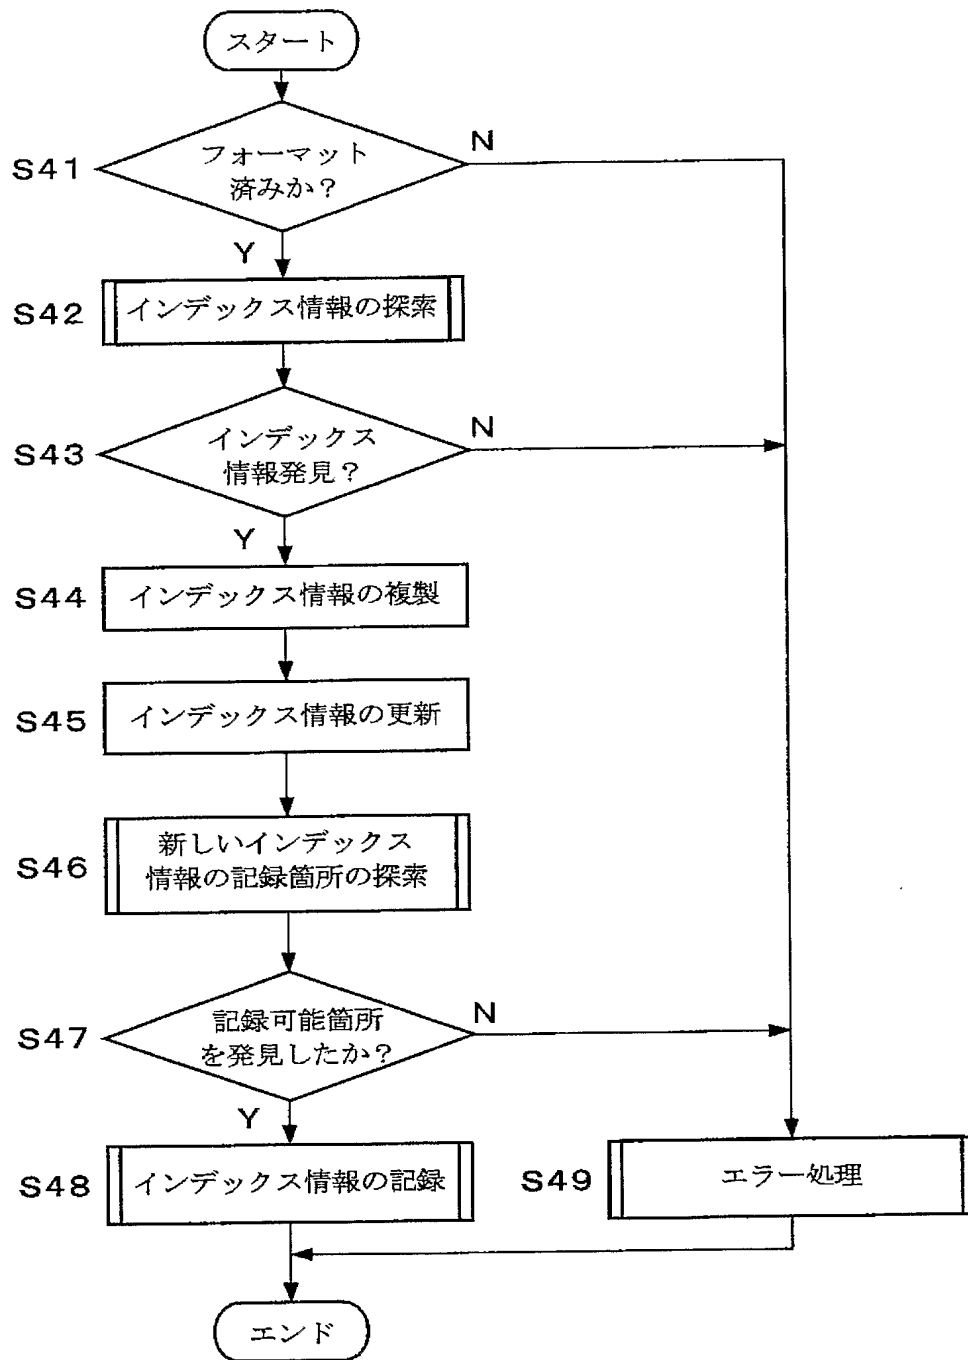 スタート
S41
フォーマット
済みか？
N
Y
S42
インデックス情報の探索
S43
インデックス
情報発見？
N
Y
S44
インデックス情報の複製
S45
インデックス情報の更新
S46
新しいインデックス
情報の記録箇所の探索
S47
記録可能箇所
を発見したか？
N
Y
S48
インデックス情報の記録
S49
エラー処理
エンド